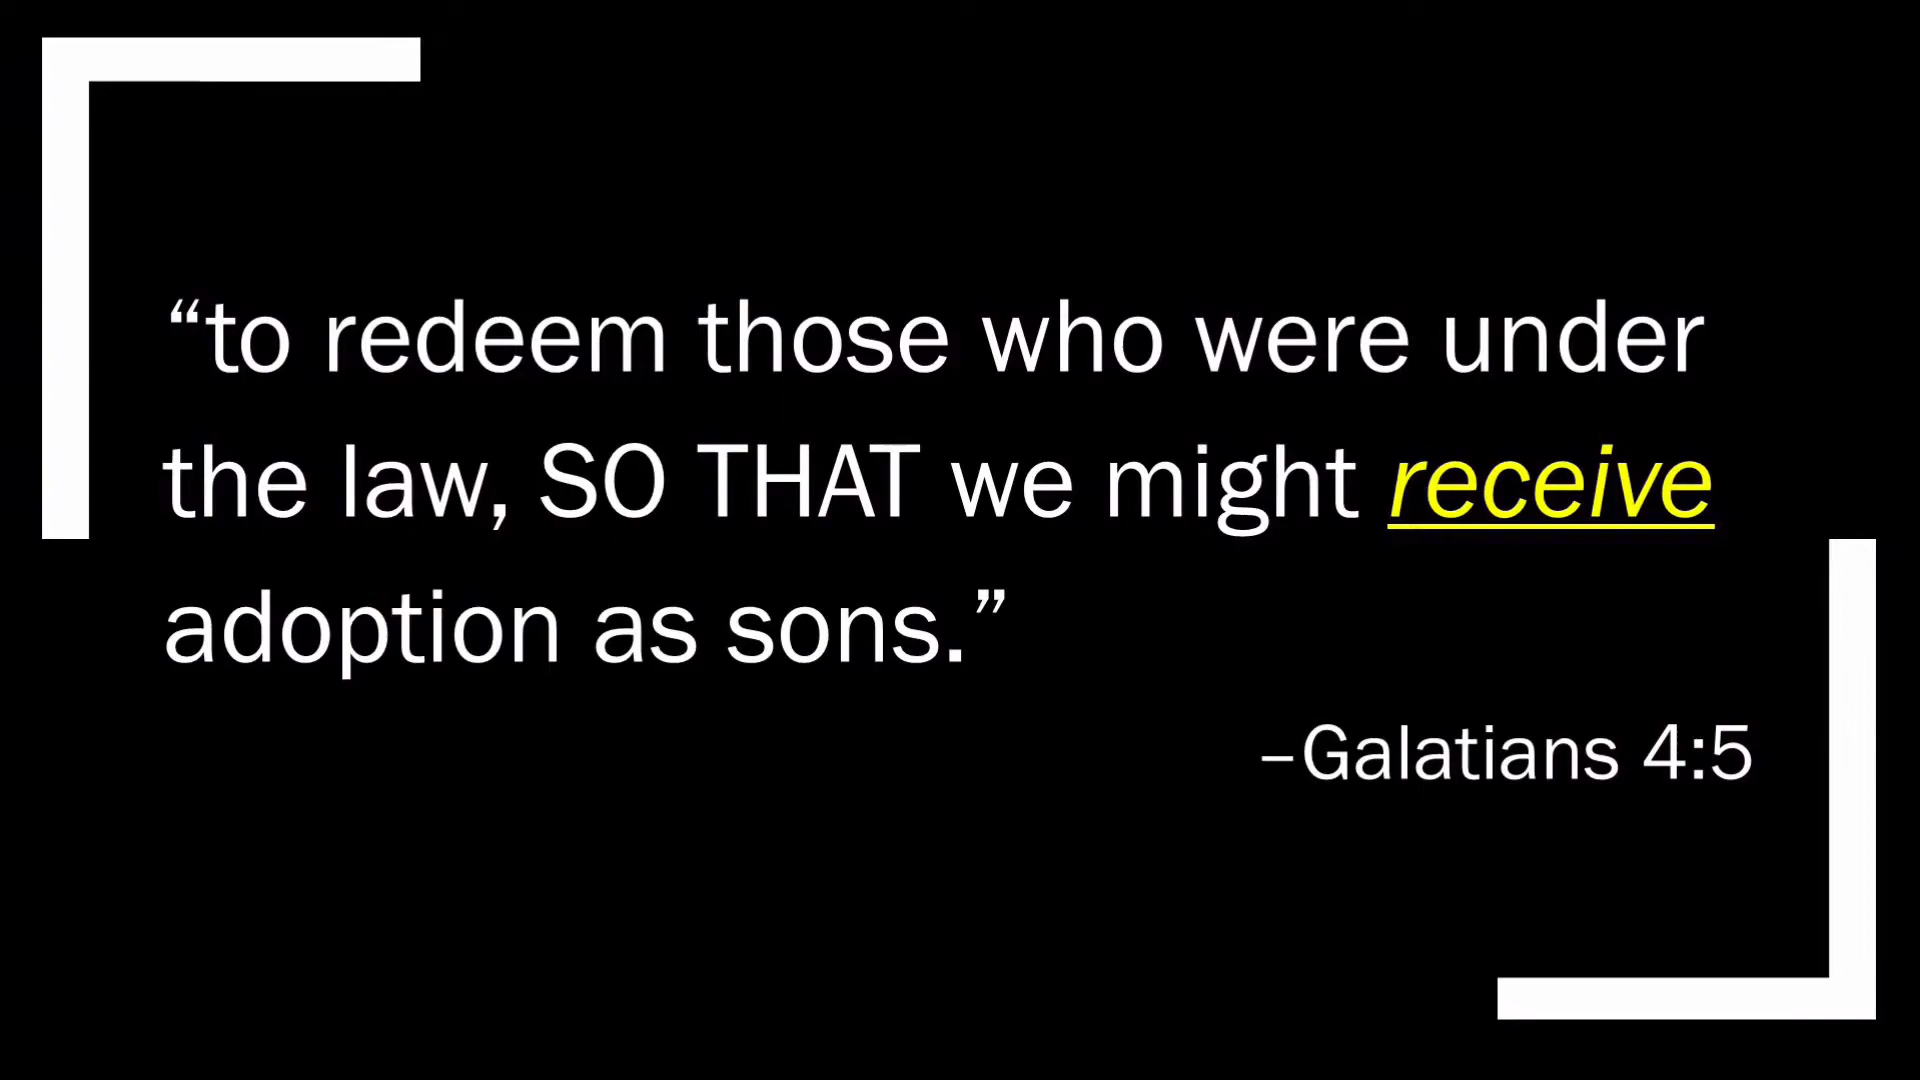 “to redeem those who were under
the law, SO THAT we might receive
adoption as sons.”
–Galatians 4:5